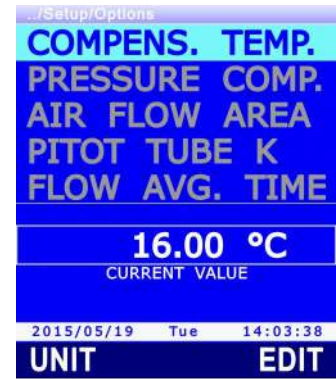 ../Setup/Options
COMPENS. TEMP.
PRESSURE COMP.
AIR FLOW AREA
PITOT TUBE K
FLOW AVG. TIME
16.00 °C
CURRENT VALUE
2015/05/19 Tue 14:03:38
UNIT EDIT